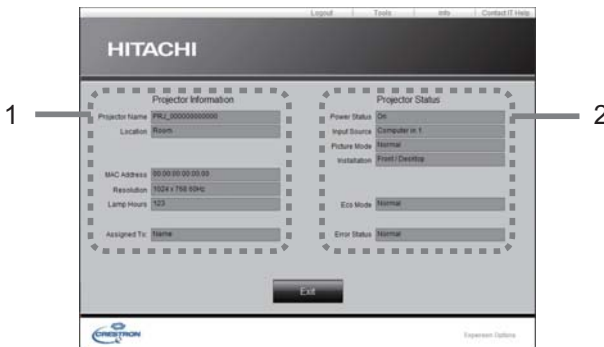 Logout Tools Info Contact IT Help
HITACHI
1
2
Projector Information
Projector Name PRJ_000000000000
Location Room
MAC Address 00:00:00:00:00:00
Resolution 1024 x 768 60Hz
Lamp Hours 123
Assigned To: Name
Projector Status
Power Status On
Input Source Computer in 1
Picture Mode Normal
Installation Front / Desktop
Eco Mode Normal
Error Status Normal
Exit
CRESTRON
Expansion Options